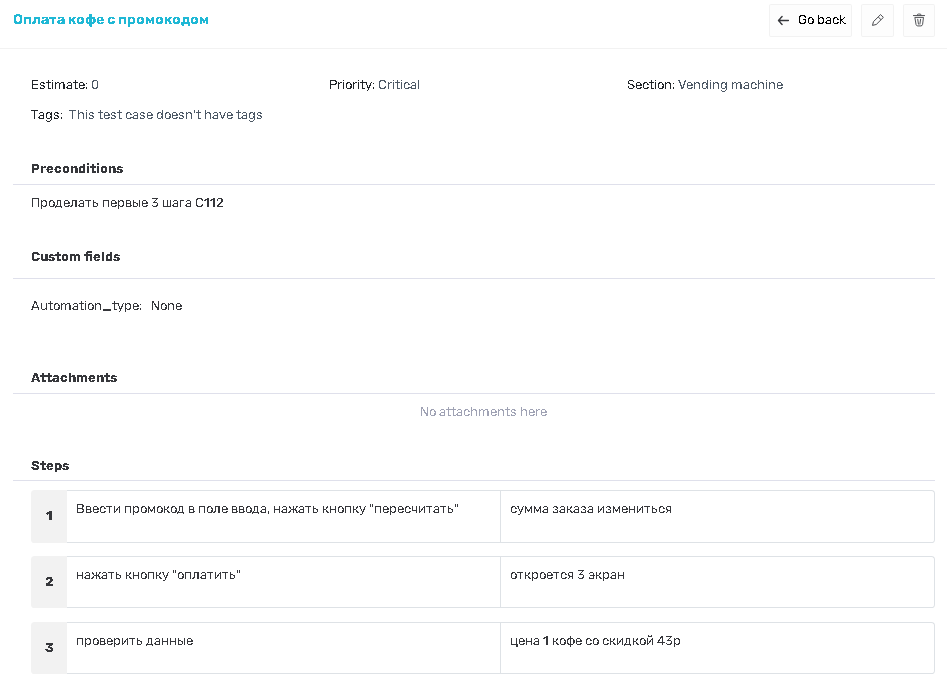 Оплата кофе с промокодом
Go back
Estimate: 0 Priority: Critical Section: Vending machine
Tags: This test case doesn't have tags
Preconditions
Проделать первые 3 шага C112
Custom fields
Automation_type: None
Attachments
No attachments here
Steps
1 Ввести промокод в поле ввода, нажать кнопку "пересчитать" сумма заказа измениться
2 нажать кнопку "оплатить" откроется 3 экран
3 проверить данные цена 1 кофе со скидкой 43р